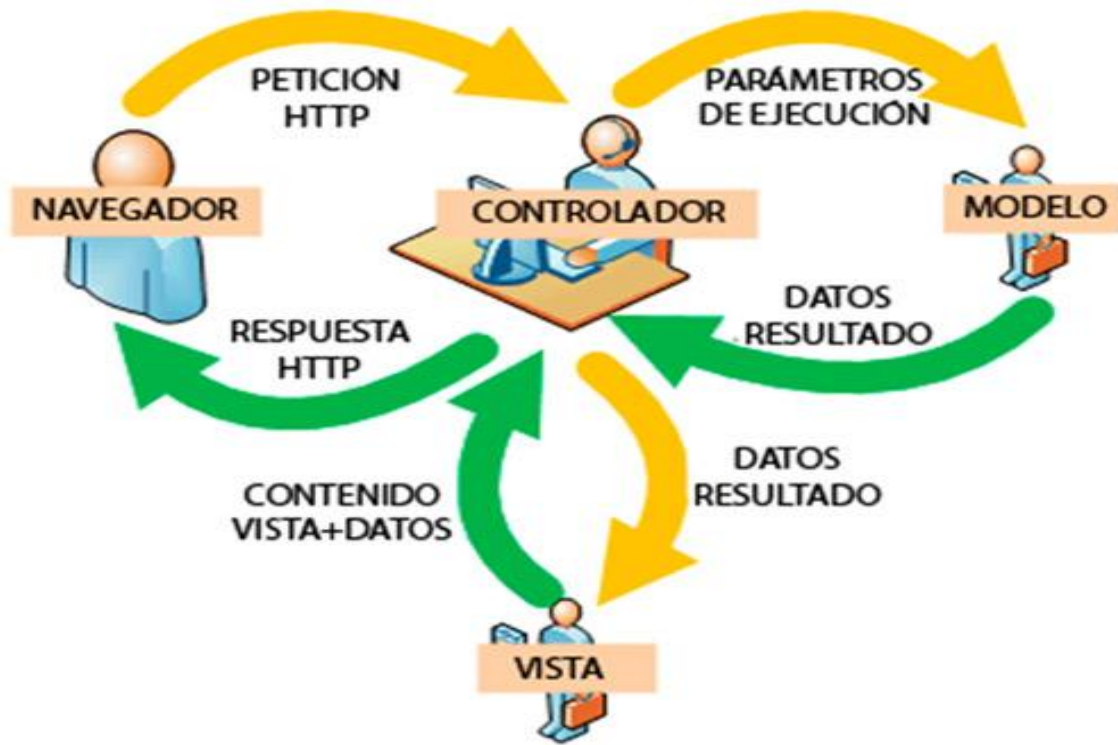 PETICIÓN
HTTP
PARÁMETROS
DE EJECUCIÓN
NAVEGADOR
CONTROLADOR
MODELO
RESPUESTA
HTTP
DATOS
RESULTADO
CONTENIDO
VISTA+DATOS
DATOS
RESULTADO
VISTA